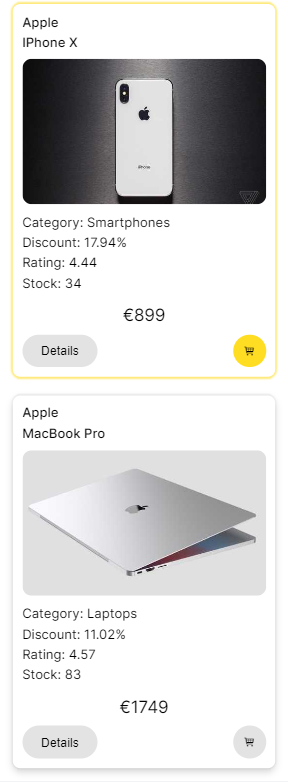 Apple
IPhone X
iPhone
Category: Smartphones
Discount: 17.94%
Rating: 4.44
Stock: 34
€899
Details
Apple
MacBook Pro
Category: Laptops
Discount: 11.02%
Rating: 4.57
Stock: 83
€1749
Details